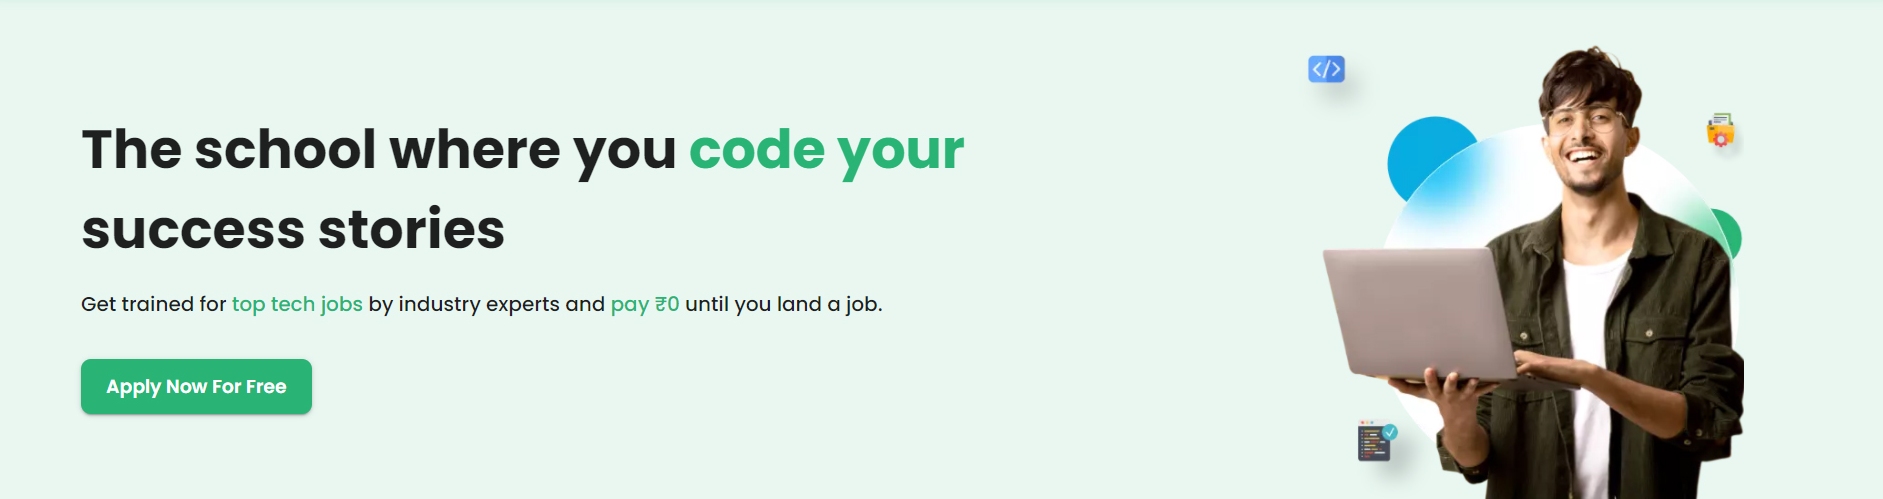 The school where you code your
success stories
Get trained for top tech jobs by industry experts and pay ₹0 until you land a job.
Apply Now For Free